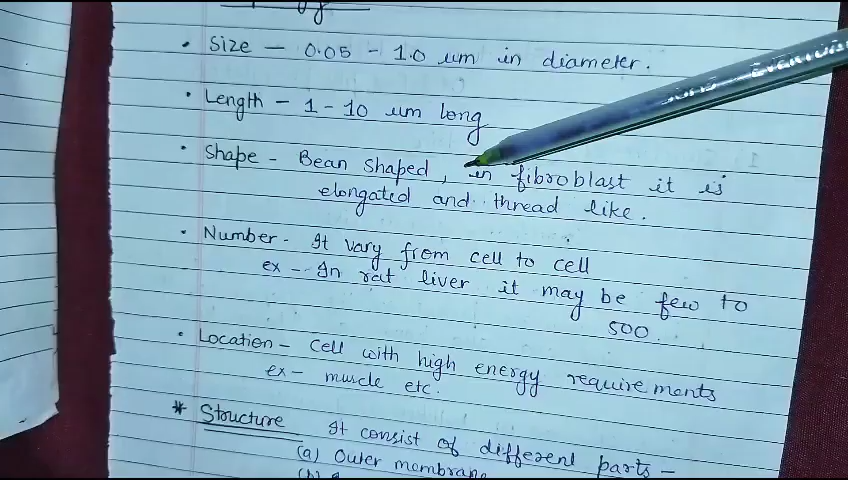 • Size - 0.05 - 1.0 um in diameter.
• Length - 1 - 10 um long
• Shape - Bean shaped, in fibroblast it is
elongated and thread like.
• Number - It vary from cell to cell
ex - In rat liver it may be few to
500.
• Location - Cell with high energy requirements
ex - muscle etc.
* Structure It consist of different parts -
(a) Outer membrane